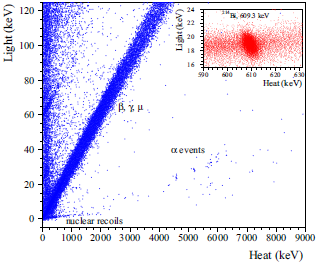 Light (keV)
120
100
80
60
40
20
0
0 1000 2000 3000 4000 5000 6000 7000 8000 9000
Heat (keV)
β, γ, μ
α events
nuclear recoils
Light (keV)
24
22
20
18
16
²¹⁴Bi, 609.3 keV
590 600 610 620 630
Heat (keV)